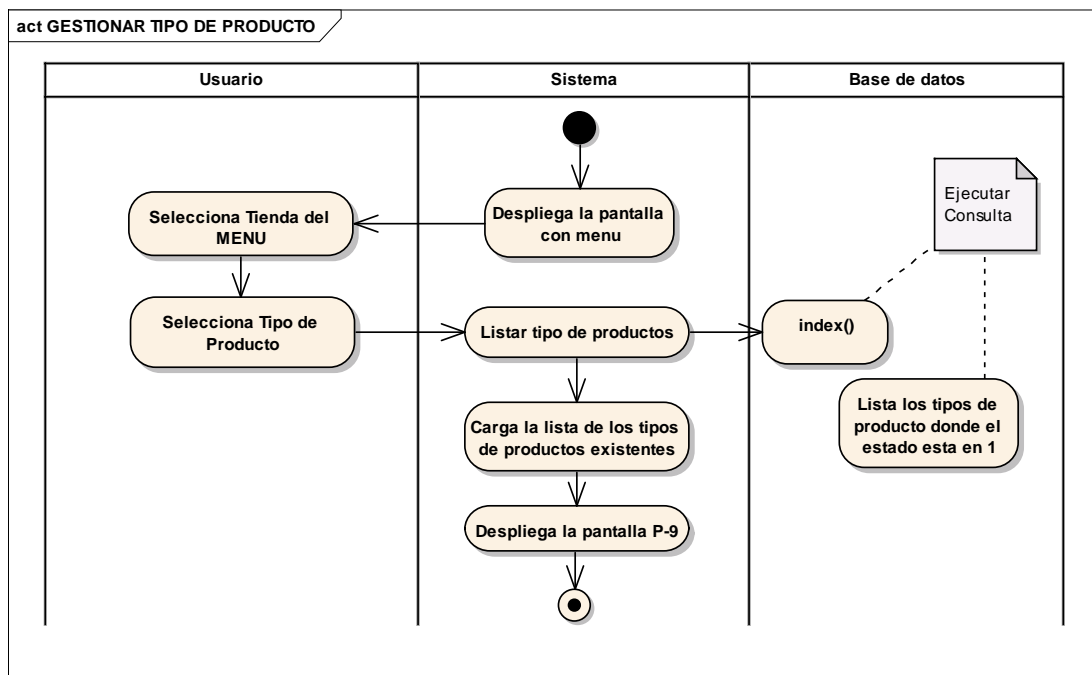 act GESTIONAR TIPO DE PRODUCTO
Usuario
Sistema
Base de datos
Despliega la pantalla
con menu
Selecciona Tienda del
MENU
Ejecutar
Consulta
Selecciona Tipo de
Producto
Listar tipo de productos
index()
Carga la lista de los tipos
de productos existentes
Lista los tipos de
producto donde el
estado esta en 1
Despliega la pantalla P-9